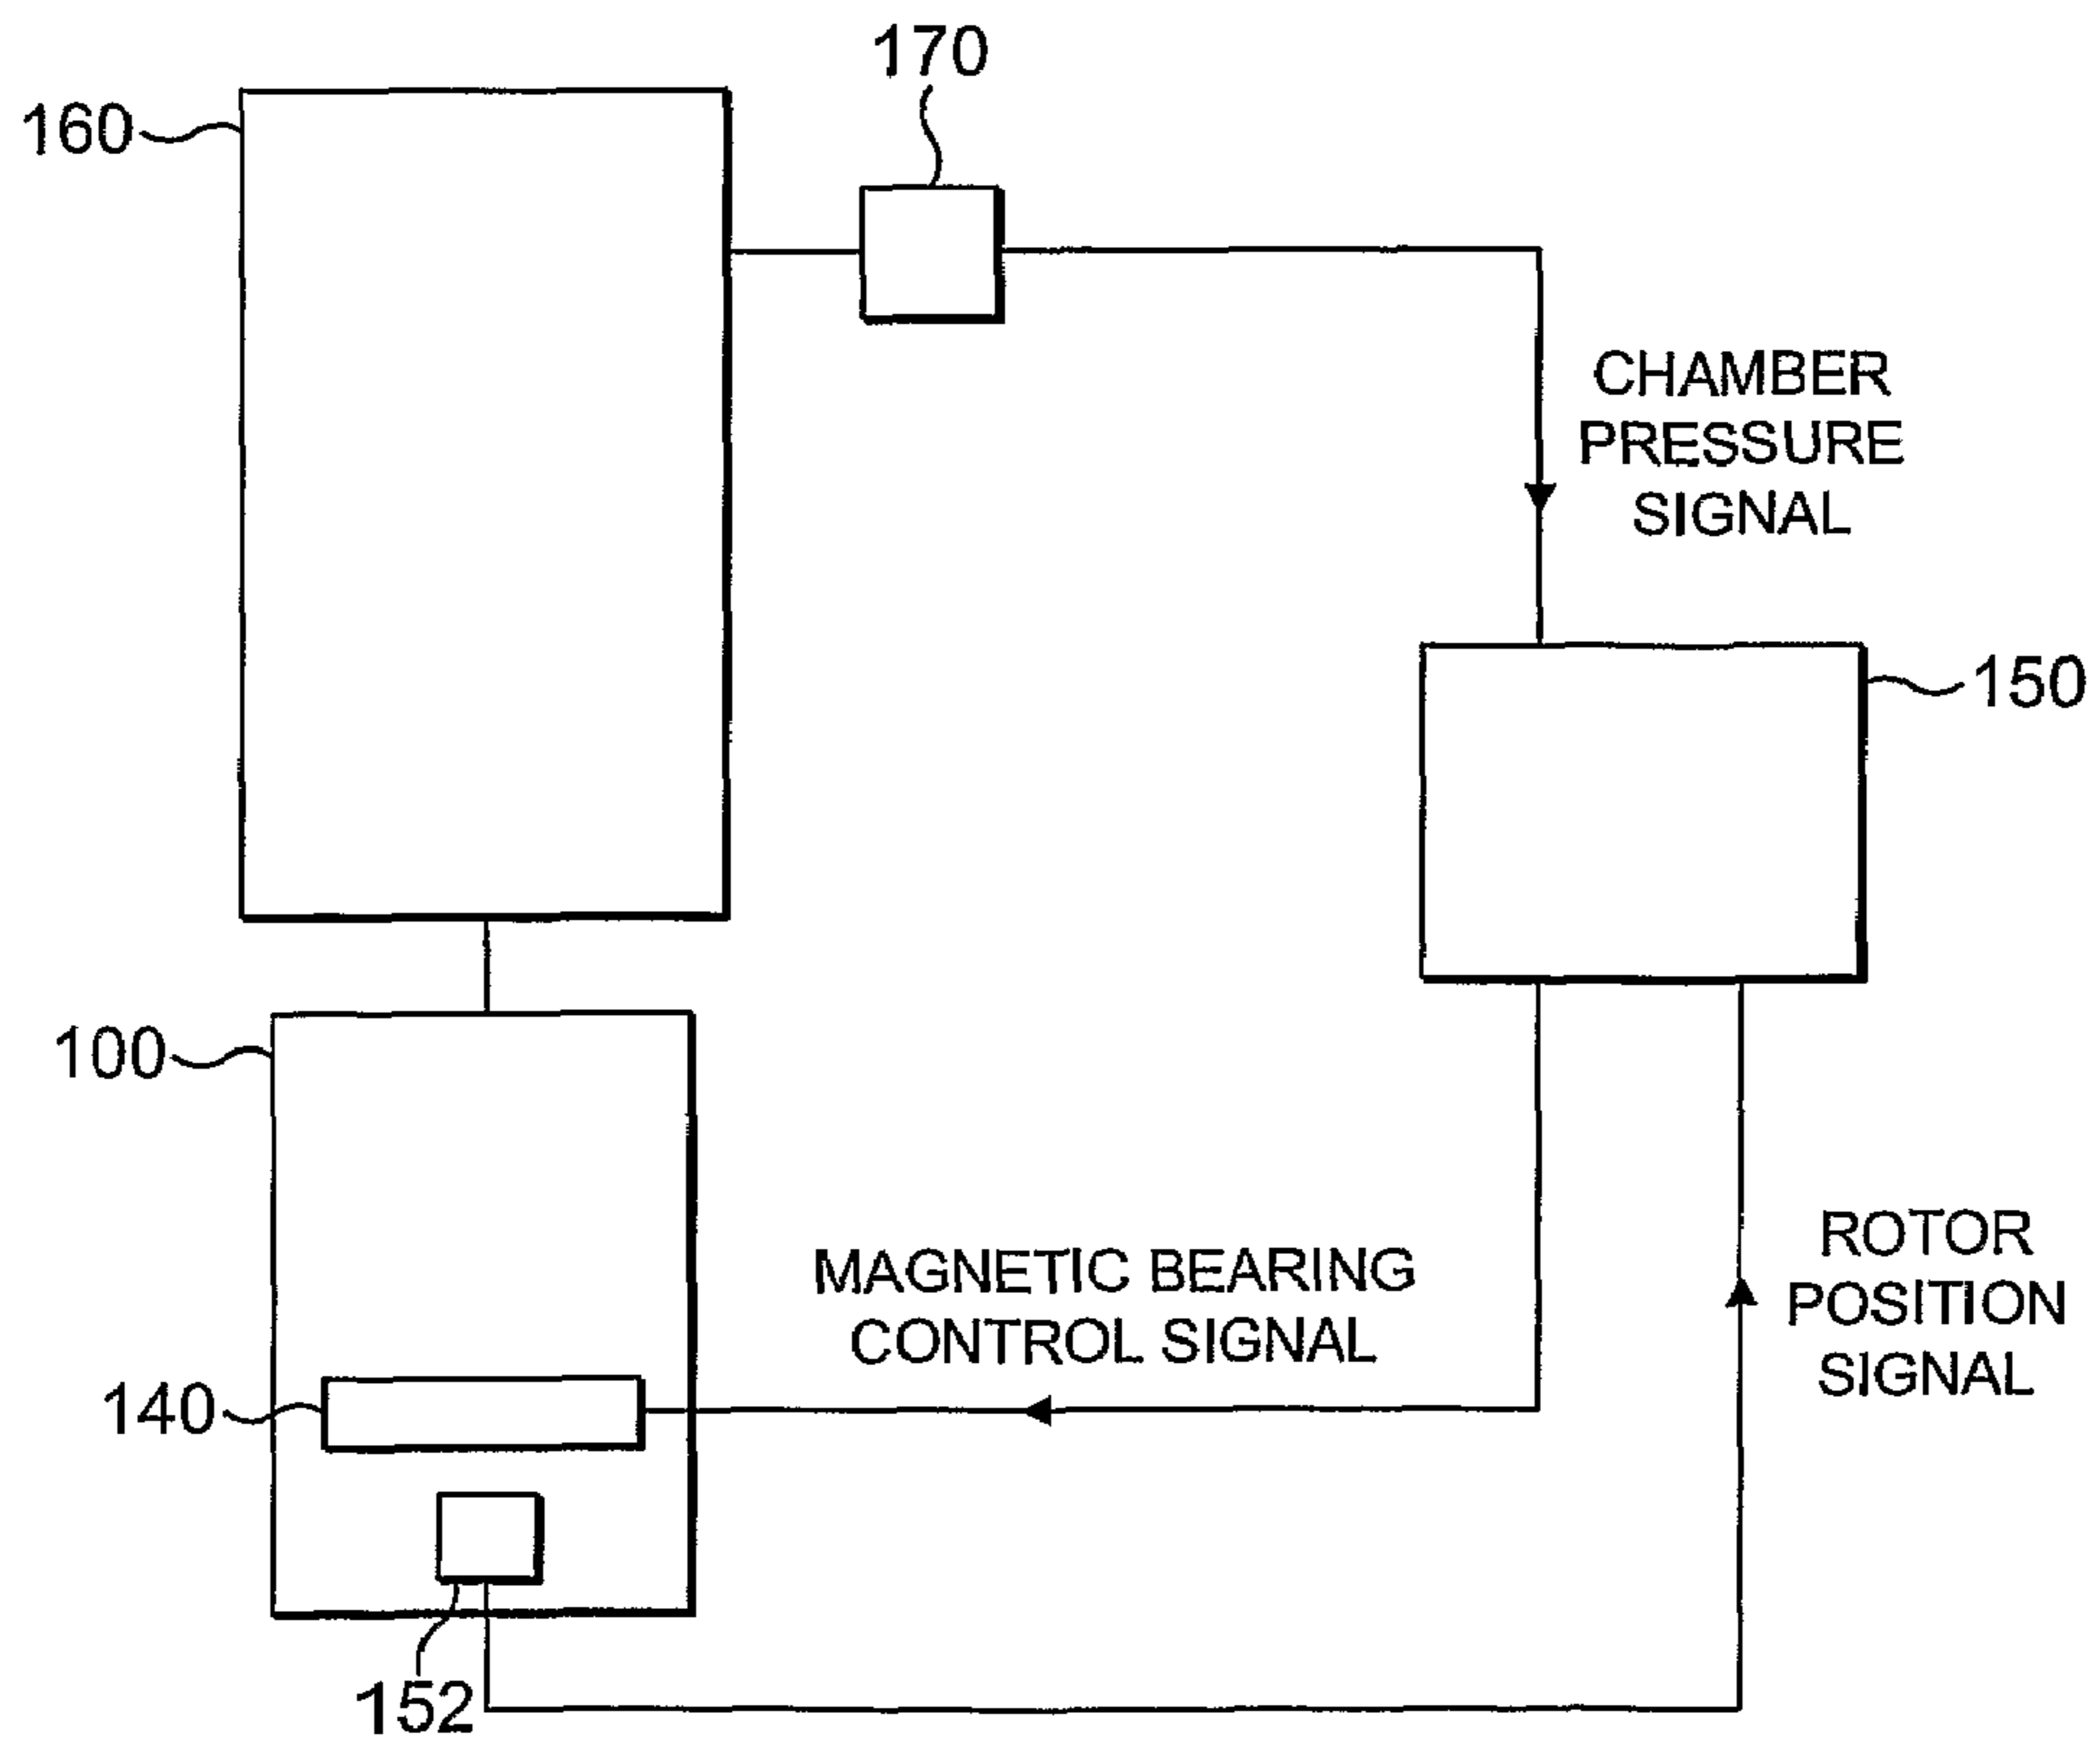 170
160
CHAMBER
PRESSURE
SIGNAL
150
100
ROTOR
POSITION
SIGNAL
MAGNETIC BEARING
CONTROL SIGNAL
140
152